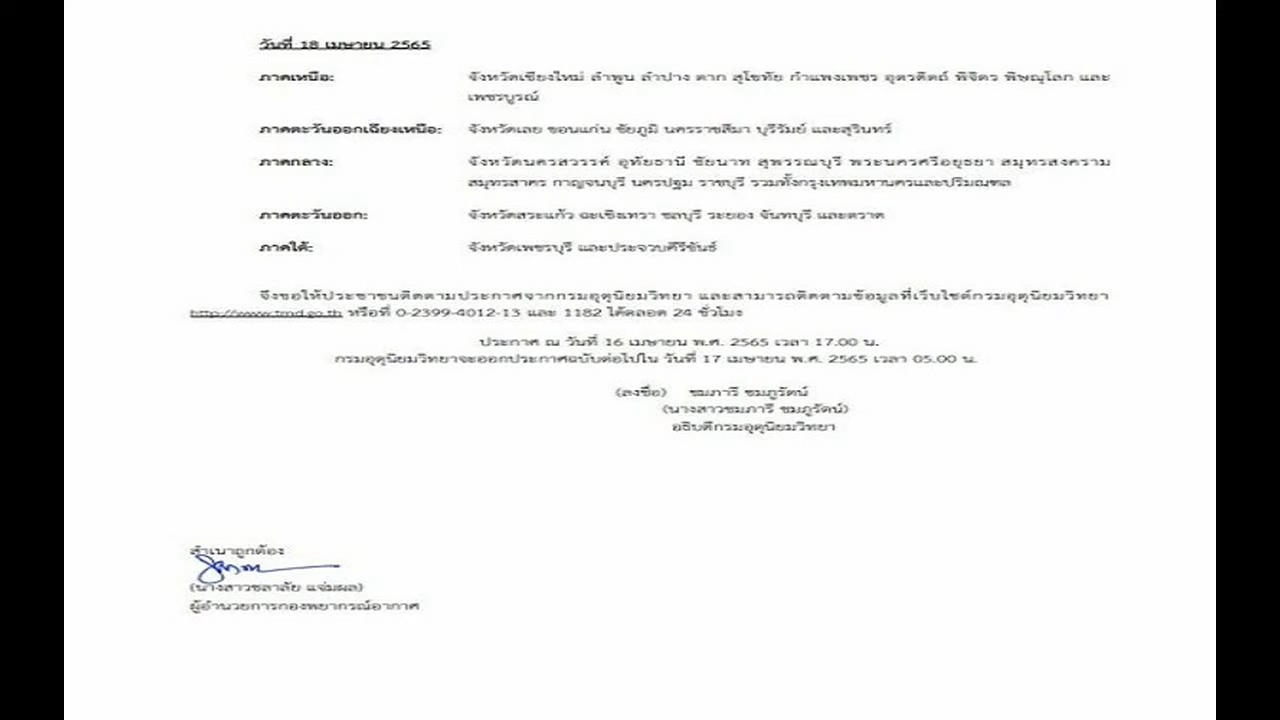 วันที่ 18 เมษายน 2565
ภาคเหนือ: จังหวัดเชียงใหม่ ลำพูน ลำปาง ตาก สุโขทัย กำแพงเพชร อุตรดิตถ์ พิจิตร พิษณุโลก และ
เพชรบูรณ์
ภาคตะวันออกเฉียงเหนือ: จังหวัดเลย ขอนแก่น ชัยภูมิ นครราชสีมา บุรีรัมย์ และสุรินทร์
ภาคกลาง: จังหวัดนครสวรรค์ อุทัยธานี ชัยนาท สุพรรณบุรี พระนครศรีอยุธยา สมุทรสงคราม
สมุทรสาคร กาญจนบุรี นครปฐม ราชบุรี รวมทั้งกรุงเทพมหานครและปริมณฑล
ภาคตะวันออก: จังหวัดสระแก้ว ฉะเชิงเทรา ชลบุรี ระยอง จันทบุรี และตราด
ภาคใต้: จังหวัดเพชรบุรี และประจวบคีรีขันธ์
จึงขอให้ประชาชนติดตามประกาศจากกรมอุตุนิยมวิทยา และสามารถติดตามข้อมูลที่เว็บไซต์กรมอุตุนิยมวิทยา
http://www.tmd.go.th หรือที่ 0-2399-4012-13 และ 1182 ได้ตลอด 24 ชั่วโมง
ประกาศ ณ วันที่ 16 เมษายน พ.ศ. 2565 เวลา 17.00 น.
กรมอุตุนิยมวิทยาจะออกประกาศฉบับต่อไปใน วันที่ 17 เมษายน พ.ศ. 2565 เวลา 05.00 น.
(ลงชื่อ) ชมภารี ชมภูรัตน์
(นางสาวชมภารี ชมภูรัตน์)
อธิบดีกรมอุตุนิยมวิทยา
สำเนาถูกต้อง
(นางสาวชลาลัย แจ่มผล)
ผู้อำนวยการกองพยากรณ์อากาศ